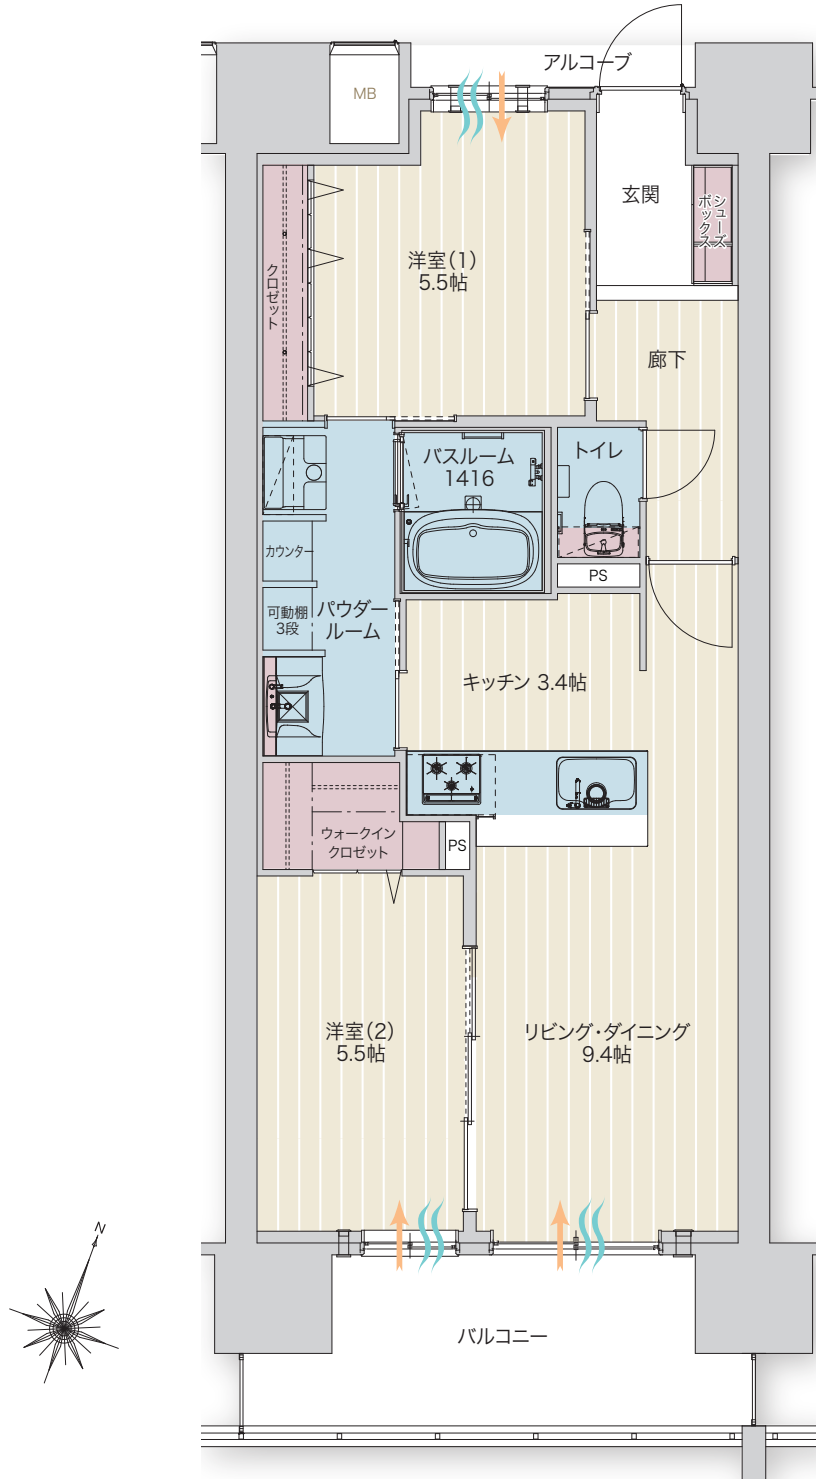 アルコーブ
MB
玄関
シューズ
ボックス
洋室(1)
5.5帖
クロゼット
廊下
バスルーム
1416
トイレ
カウンター
PS
可動棚
3段
パウダー
ルーム
キッチン 3.4帖
ウォークイン
クロゼット
PS
洋室(2)
5.5帖
リビング・ダイニング
9.4帖
N
バルコニー